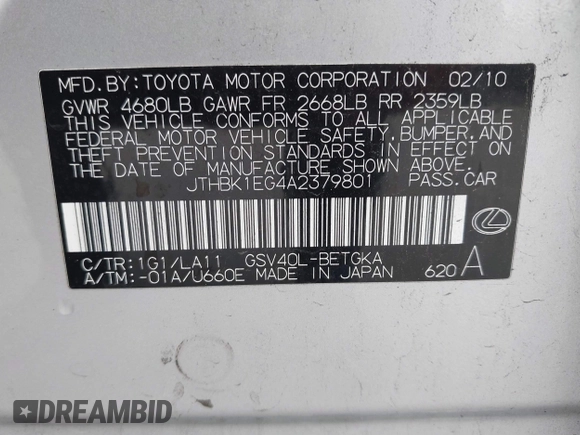 MFD. BY: TOYOTA MOTOR CORPORATION 02/10
GVWR 4680LB GAWR FR 2668LB RR 2359LB
THIS VEHICLE CONFORMS TO ALL APPLICABLE
FEDERAL MOTOR VEHICLE SAFETY, BUMPER, AND
THEFT PREVENTION STANDARDS IN EFFECT ON
THE DATE OF MANUFACTURE SHOWN ABOVE.
JTHBK1EG4A2379801 PASS. CAR
C/TR: 1G1/LA11 GSV40L-BETGKA
A/TM: -01A/U660E MADE IN JAPAN 620 A
DREAMBID